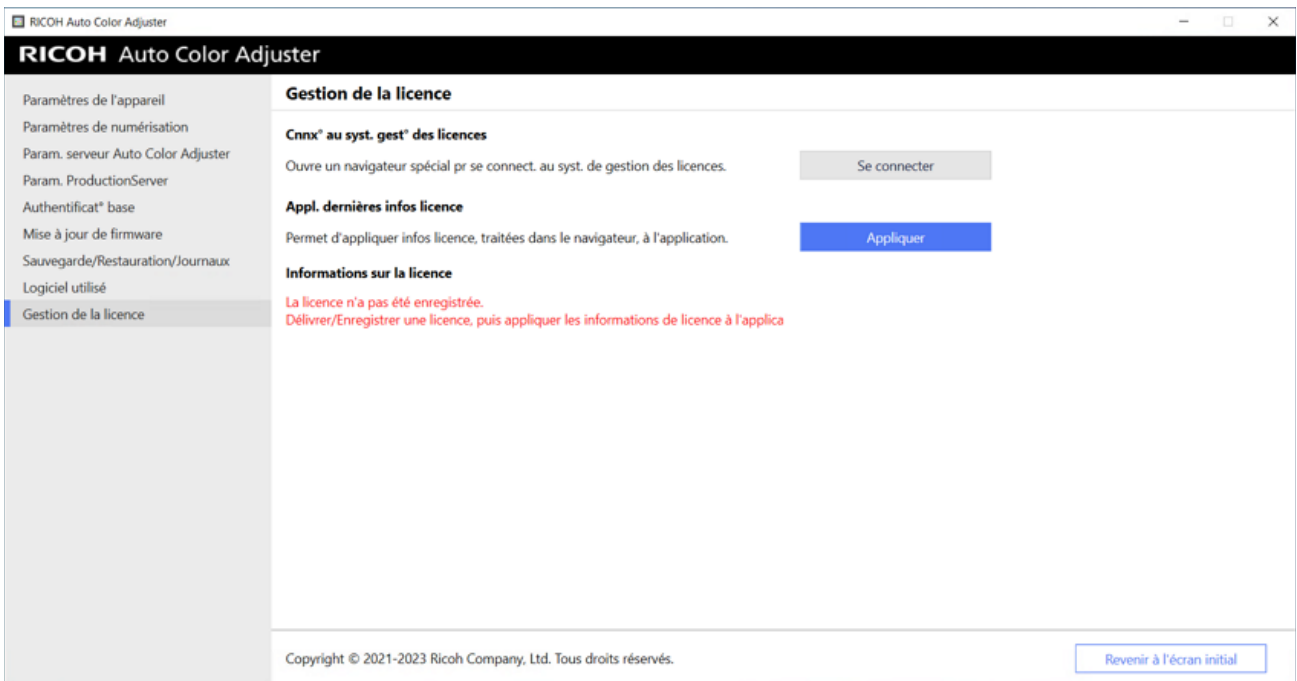 RICOH Auto Color Adjuster
RICOH Auto Color Adjuster
Paramètres de l'appareil
Paramètres de numérisation
Param. serveur Auto Color Adjuster
Param. ProductionServer
Authentificat° base
Mise à jour de firmware
Sauvegarde/Restauration/Journaux
Logiciel utilisé
Gestion de la licence
Gestion de la licence
Cnnx° au syst. gest° des licences
Ouvre un navigateur spécial pr se connect. au syst. de gestion des licences.
Se connecter
Appl. dernières infos licence
Permet d'appliquer infos licence, traitées dans le navigateur, à l'application.
Appliquer
Informations sur la licence
La licence n'a pas été enregistrée.
Délivrer/Enregistrer une licence, puis appliquer les informations de licence à l'applica
Copyright © 2021-2023 Ricoh Company, Ltd. Tous droits réservés.
Revenir à l'écran initial